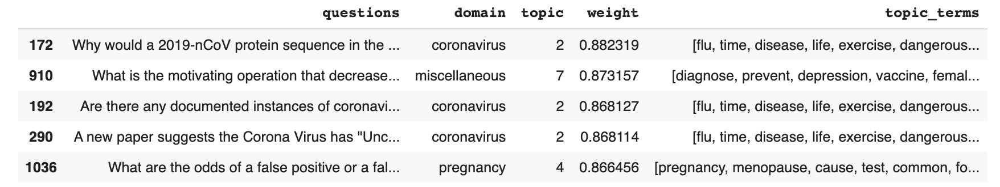 questions domain topic weight topic_terms
172 Why would a 2019-nCoV protein sequence in the ... coronavirus 2 0.882319 [flu, time, disease, life, exercise, dangerous...
910 What is the motivating operation that decrease... miscellaneous 7 0.873157 [diagnose, prevent, depression, vaccine, femal...
192 Are there any documented instances of coronavi... coronavirus 2 0.868127 [flu, time, disease, life, exercise, dangerous...
290 A new paper suggests the Corona Virus has "Unc... coronavirus 2 0.868114 [flu, time, disease, life, exercise, dangerous...
1036 What are the odds of a false positive or a fal... pregnancy 4 0.866456 [pregnancy, menopause, cause, test, common, fo...